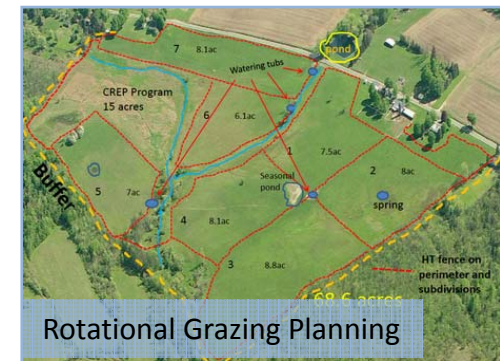 pond
7 8.1ac
Watering tubs
CREP Program
15 acres
6 6.1ac
1 7.5ac
2 8ac
Seasonal
pond
5 7ac
Buffer
4 8.1ac
spring
3 8.8ac
HT fence on
perimeter and
subdivisions
68.6 acres
Rotational Grazing Planning